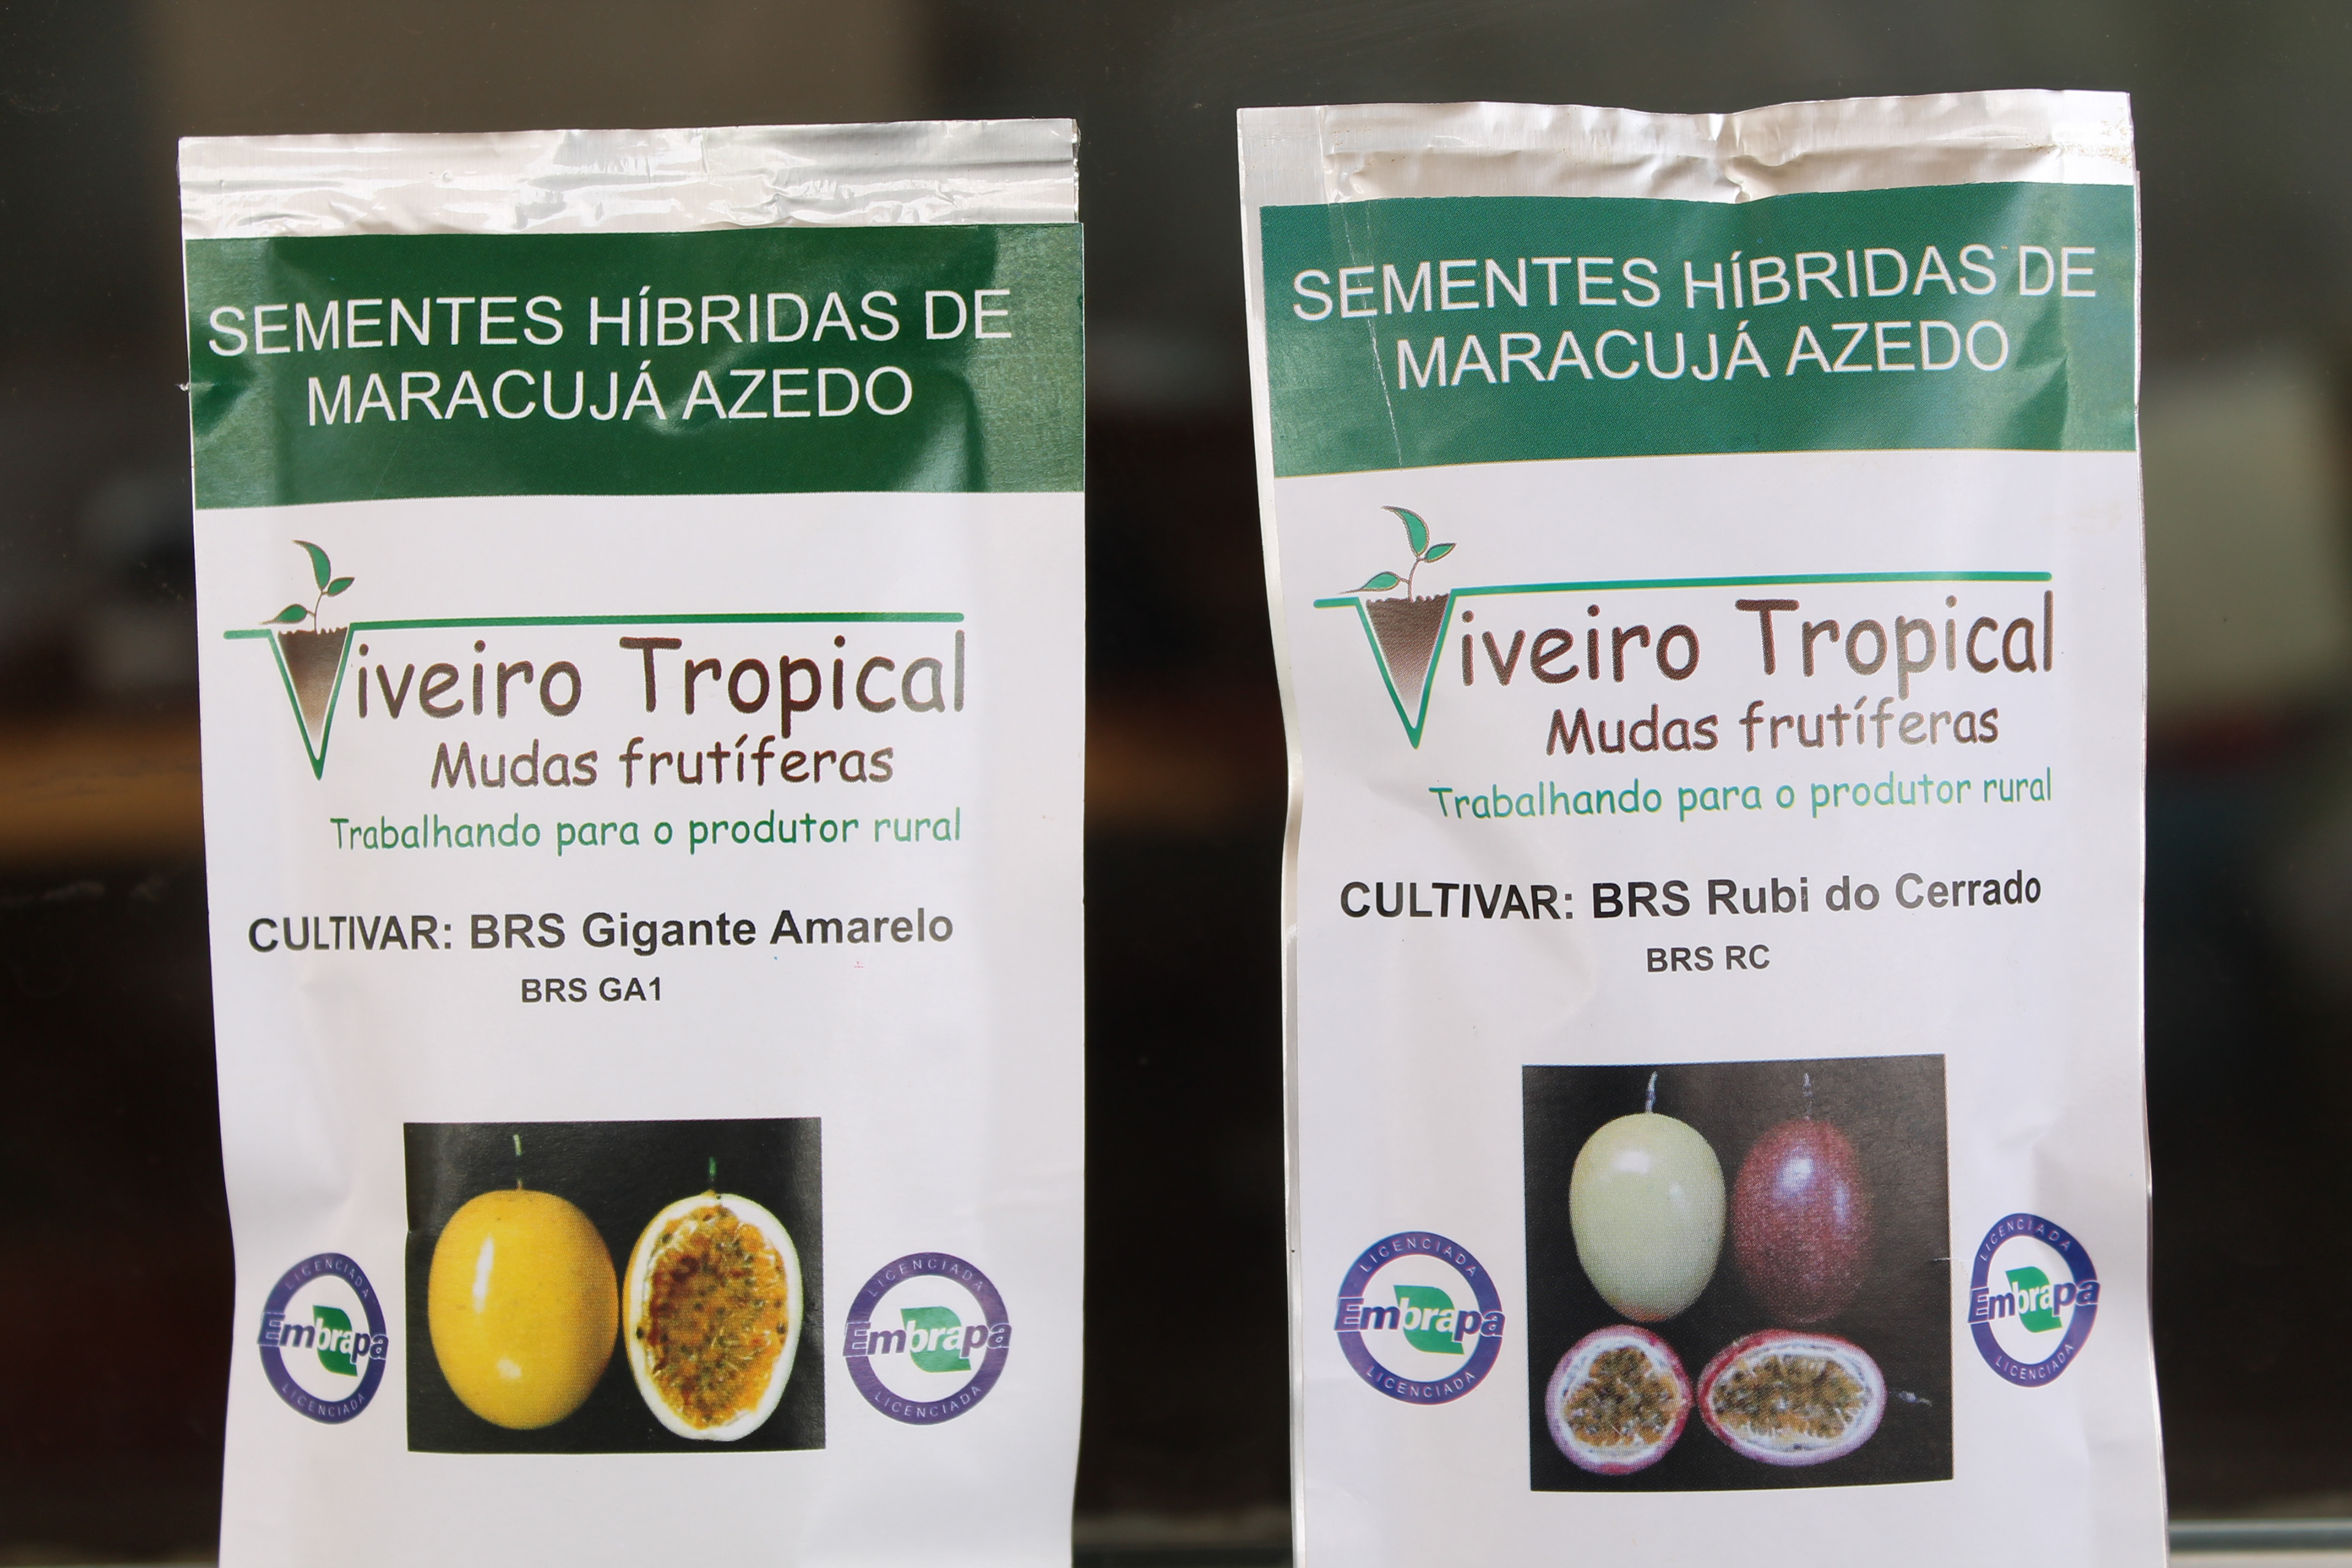 SEMENTES HÍBRIDAS DE
MARACUJÁ AZEDO
Viveiro Tropical
Mudas frutíferas
Trabalhando para o produtor rural
CULTIVAR: BRS Gigante Amarelo
BRS GA1
LICENCIADA
Embrapa
LICENCIADA
LICENCIADA
Embrapa
LICENCIADA
SEMENTES HÍBRIDAS DE
MARACUJÁ AZEDO
Viveiro Tropical
Mudas frutíferas
Trabalhando para o produtor rural
CULTIVAR: BRS Rubi do Cerrado
BRS RC
LICENCIADA
Embrapa
LICENCIADA
LICENCIADA
Embrapa
LICENCIADA